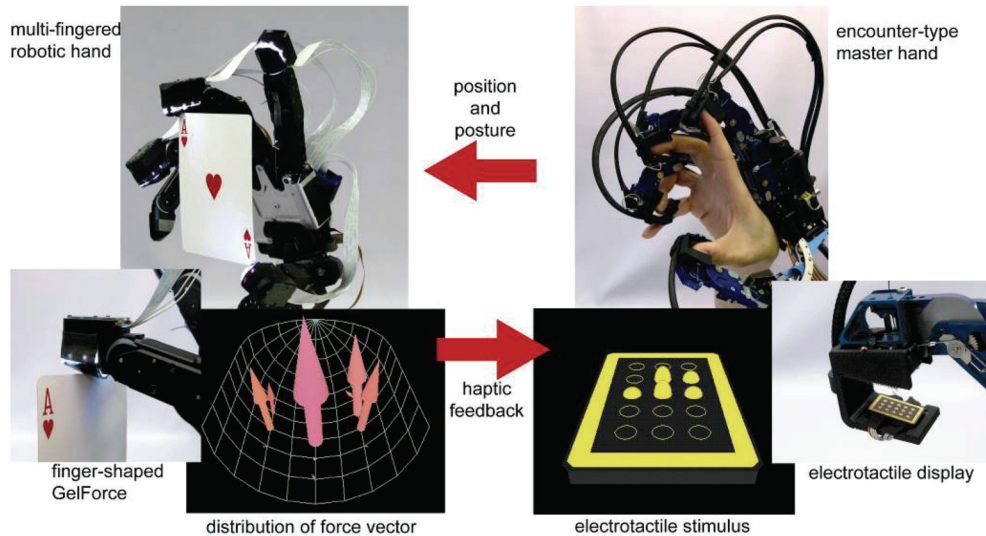 multi-fingered
robotic hand
encounter-type
master hand
position
and
posture
A
A
A
haptic
feedback
finger-shaped
GelForce
distribution of force vector
electrotactile stimulus
electrotactile display